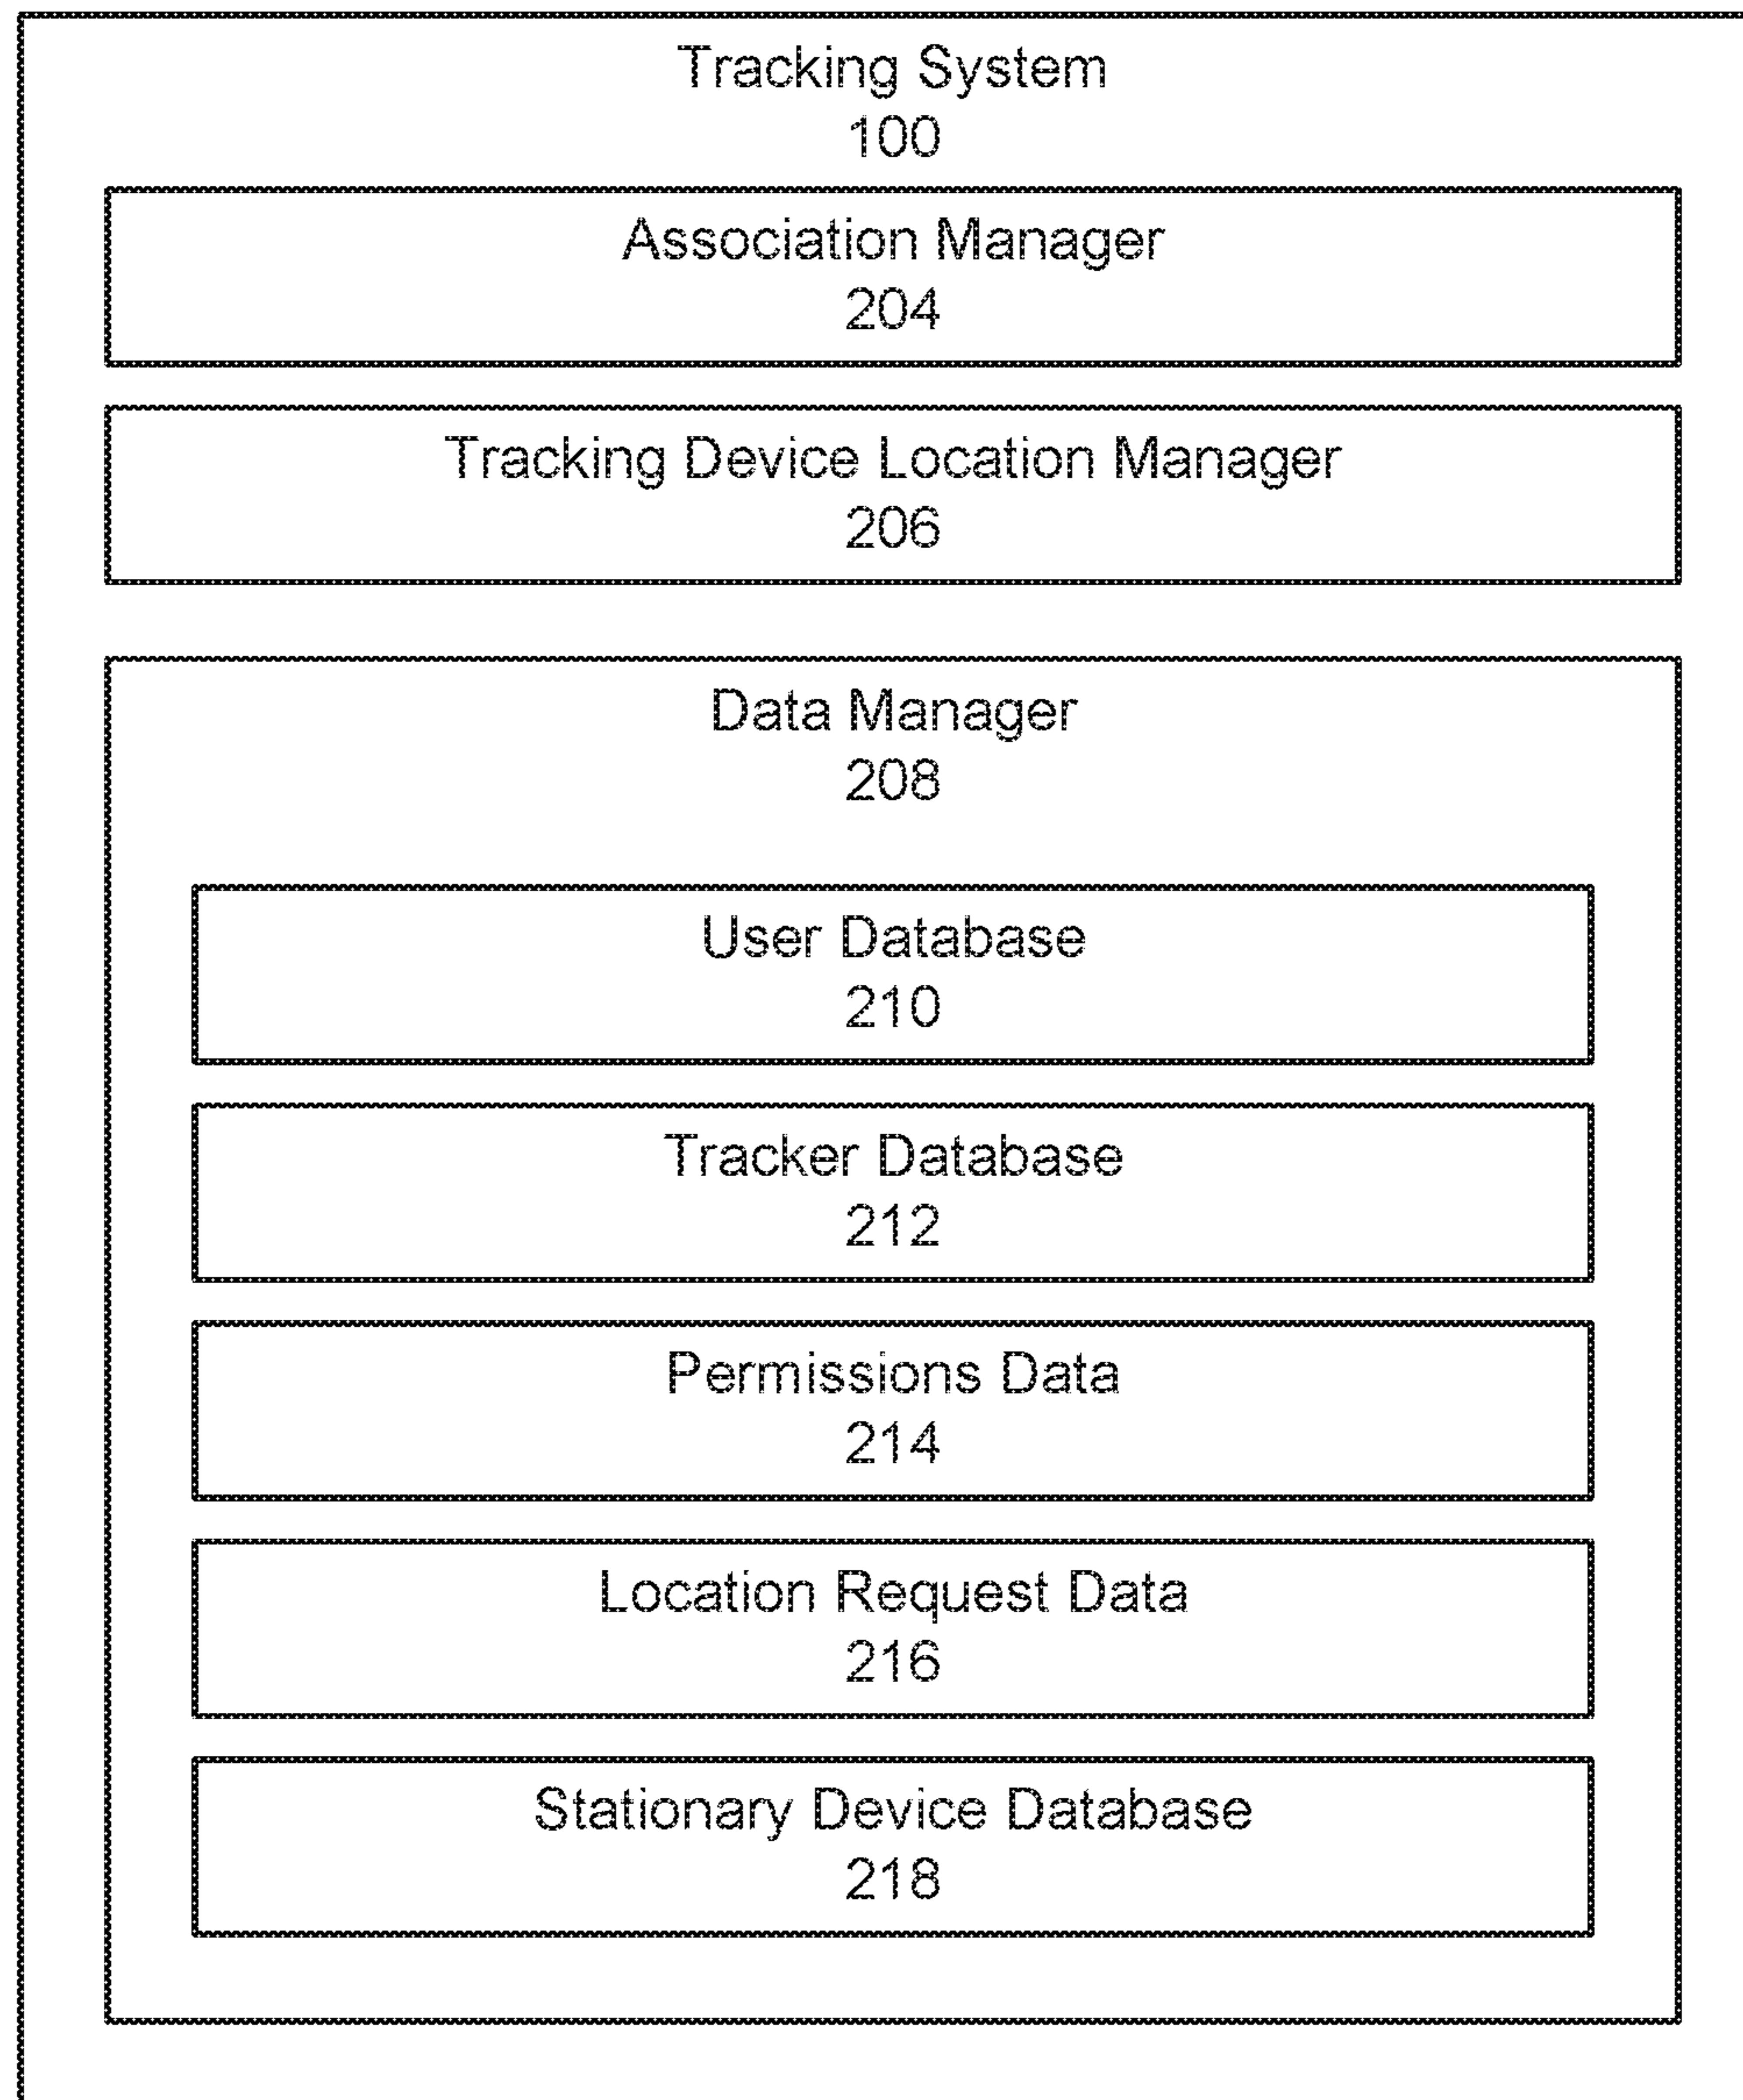 Tracking System
100
Association Manager
204
Tracking Device Location Manager
206
Data Manager
208
User Database
210
Tracker Database
212
Permissions Data
214
Location Request Data
216
Stationary Device Database
218